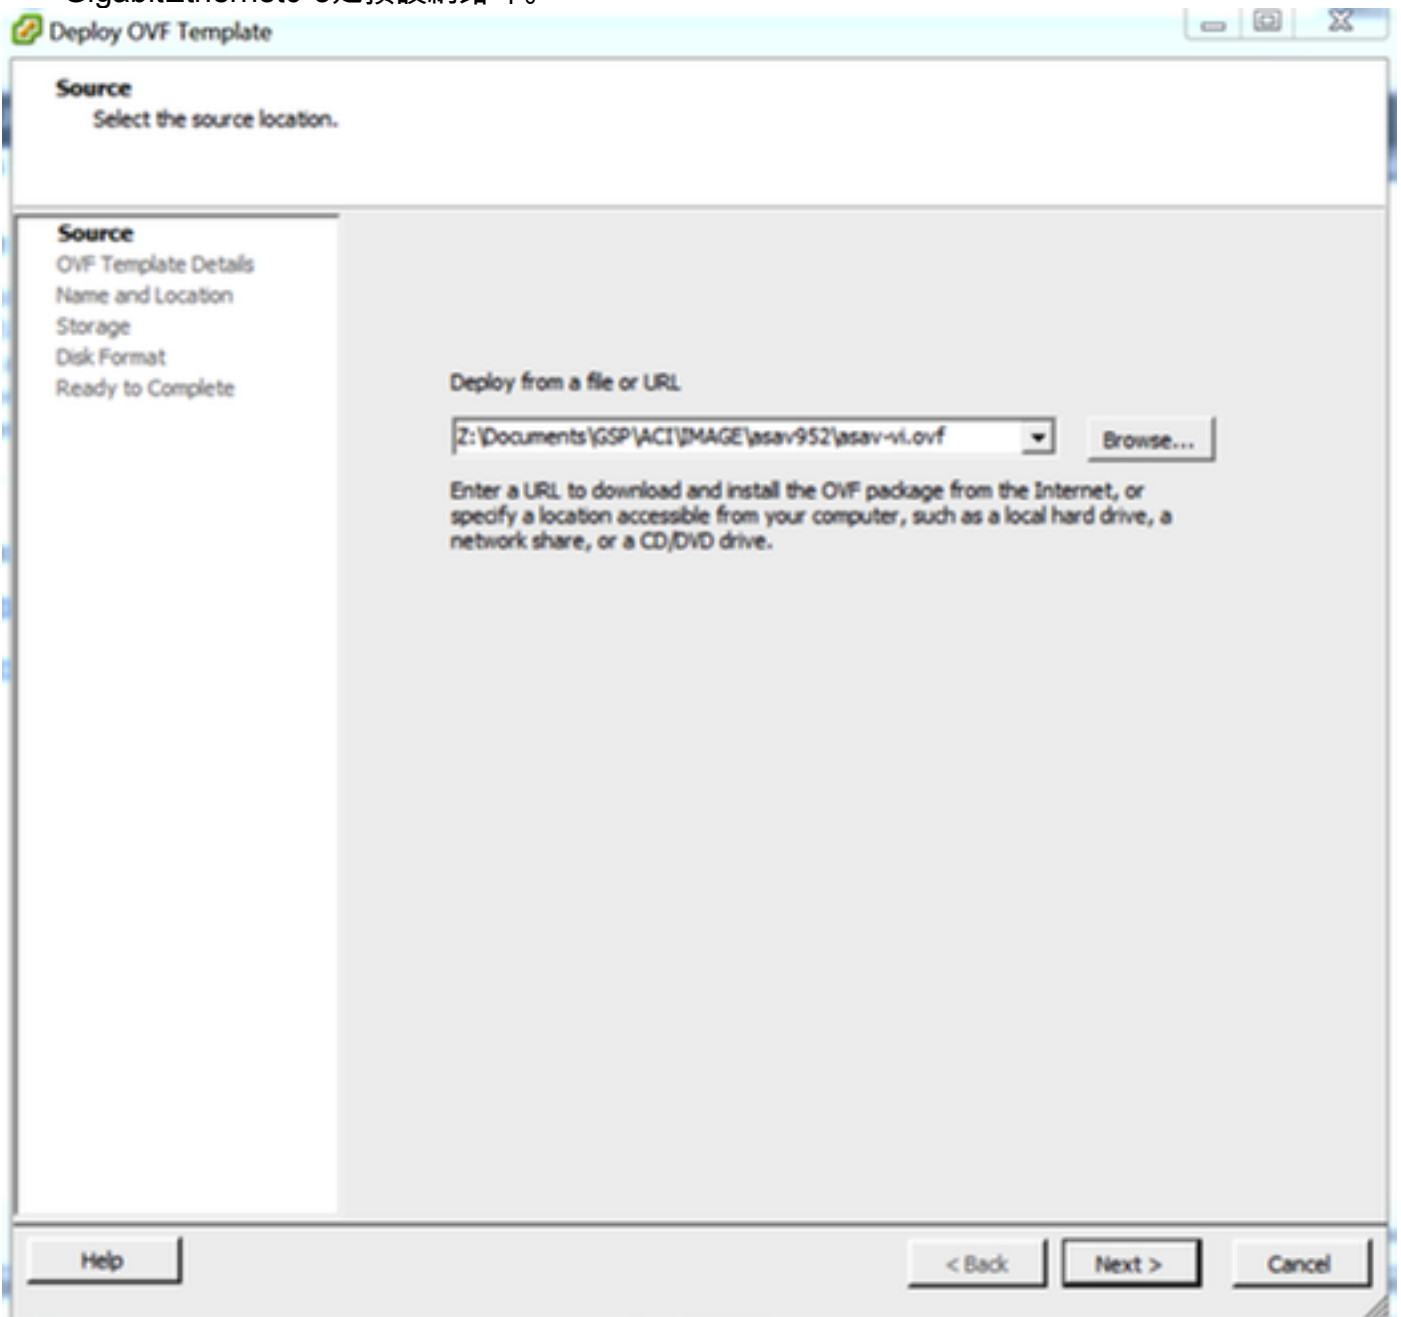 Deploy OVF Template
Source
Select the source location.
Source
OVF Template Details
Name and Location
Storage
Disk Format
Ready to Complete
Deploy from a file or URL
Z:\Documents\GSP\ACI\IMAGE\asav952\asav-vi.ovf
Browse...
Enter a URL to download and install the OVF package from the Internet, or
specify a location accessible from your computer, such as a local hard drive, a
network share, or a CD/DVD drive.
Help
< Back
Next >
Cancel